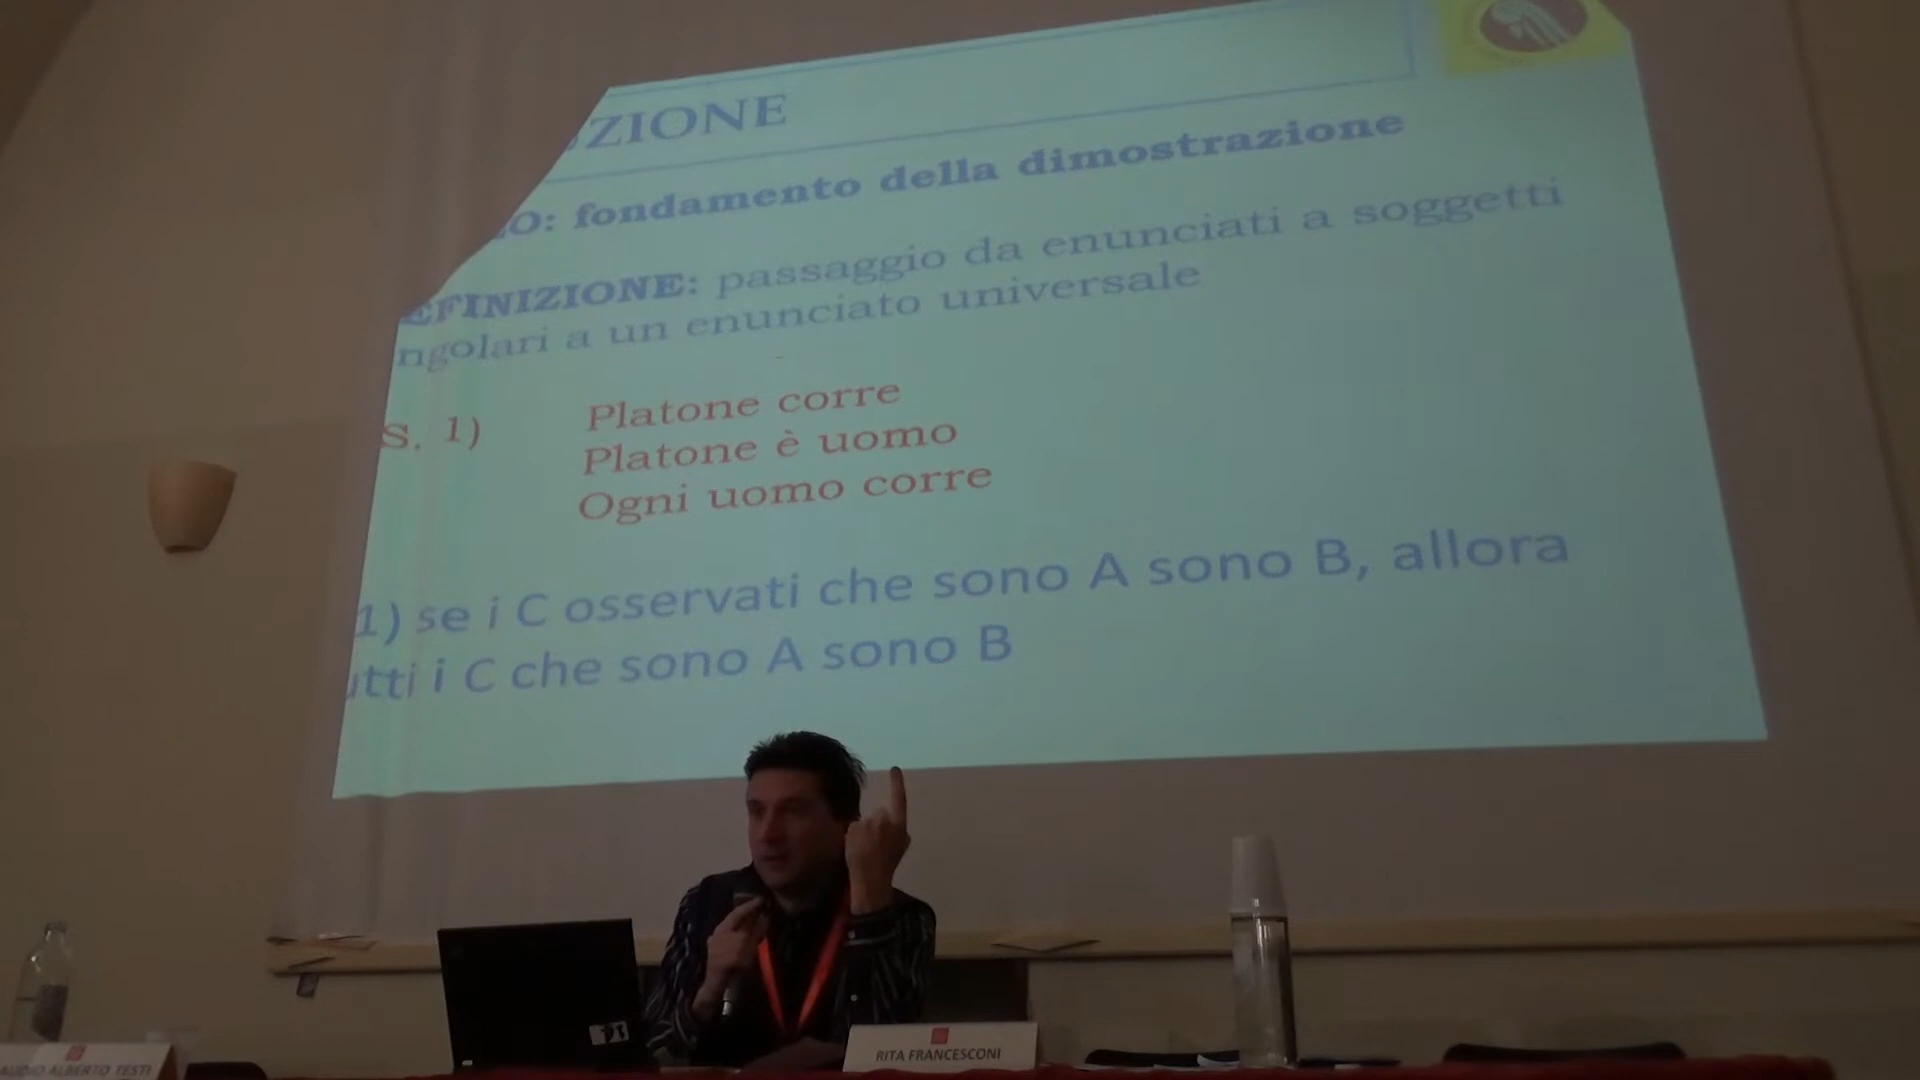 ZIONE
O: fondamento della dimostrazione
EFINIZIONE: passaggio da enunciati a soggetti
ngolari a un enunciato universale
S. 1) Platone corre
Platone è uomo
Ogni uomo corre
1) se i C osservati che sono A sono B, allora
utti i C che sono A sono B
RITA FRANCESCONI
AUDIO ALBERTO TESTI